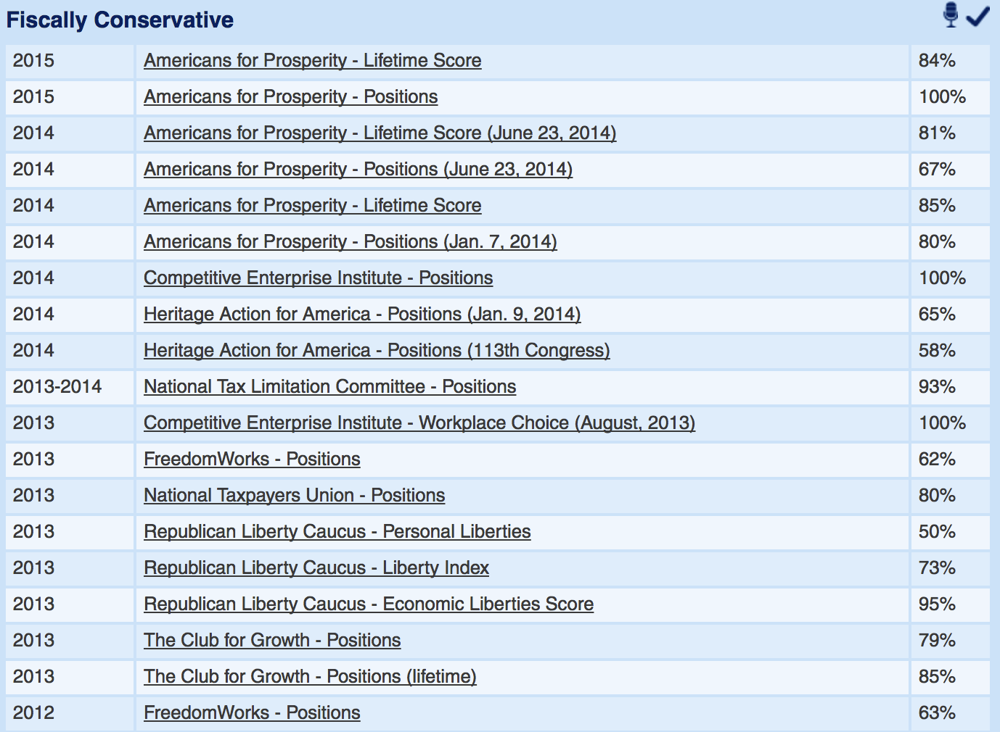 Fiscally Conservative
2015 Americans for Prosperity - Lifetime Score 84%
2015 Americans for Prosperity - Positions 100%
2014 Americans for Prosperity - Lifetime Score (June 23, 2014) 81%
2014 Americans for Prosperity - Positions (June 23, 2014) 67%
2014 Americans for Prosperity - Lifetime Score 85%
2014 Americans for Prosperity - Positions (Jan. 7, 2014) 80%
2014 Competitive Enterprise Institute - Positions 100%
2014 Heritage Action for America - Positions (Jan. 9, 2014) 65%
2014 Heritage Action for America - Positions (113th Congress) 58%
2013-2014 National Tax Limitation Committee - Positions 93%
2013 Competitive Enterprise Institute - Workplace Choice (August, 2013) 100%
2013 FreedomWorks - Positions 62%
2013 National Taxpayers Union - Positions 80%
2013 Republican Liberty Caucus - Personal Liberties 50%
2013 Republican Liberty Caucus - Liberty Index 73%
2013 Republican Liberty Caucus - Economic Liberties Score 95%
2013 The Club for Growth - Positions 79%
2013 The Club for Growth - Positions (lifetime) 85%
2012 FreedomWorks - Positions 63%